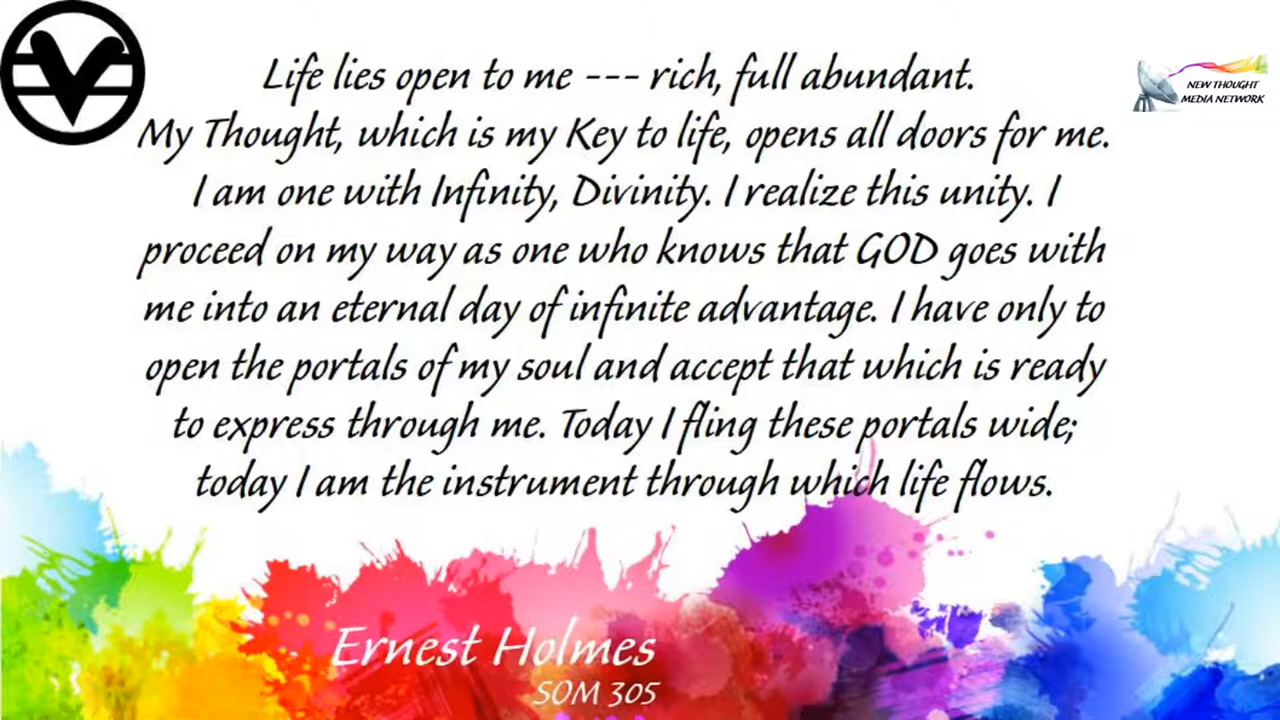 Life lies open to me --- rich, full abundant.
My Thought, which is my Key to life, opens all doors for me.
I am one with Infinity, Divinity. I realize this unity. I
proceed on my way as one who knows that GOD goes with
me into an eternal day of infinite advantage. I have only to
open the portals of my soul and accept that which is ready
to express through me. Today I fling these portals wide;
today I am the instrument through which life flows.
NEW THOUGHT
MEDIA NETWORK
Ernest Holmes
SOM 305